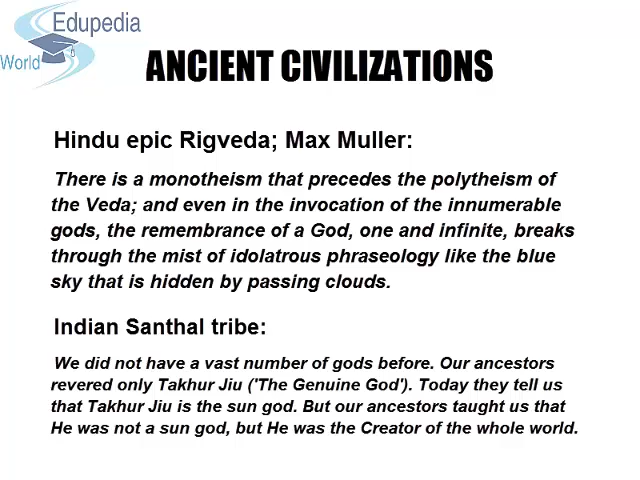 Edupedia
World
ANCIENT CIVILIZATIONS
Hindu epic Rigveda; Max Muller:
There is a monotheism that precedes the polytheism of
the Veda; and even in the invocation of the innumerable
gods, the remembrance of a God, one and infinite, breaks
through the mist of idolatrous phraseology like the blue
sky that is hidden by passing clouds.
Indian Santhal tribe:
We did not have a vast number of gods before. Our ancestors
revered only Takhur Jiu ('The Genuine God'). Today they tell us
that Takhur Jiu is the sun god. But our ancestors taught us that
He was not a sun god, but He was the Creator of the whole world.